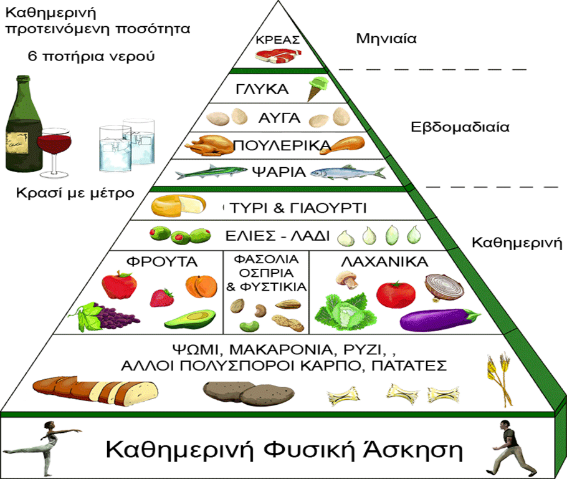 Καθημερινή
προτεινόμενη ποσότητα
6 ποτήρια νερού
Κρασί με μέτρο
ΚΡΕΑΣ
Μηνιαία
ΓΛΥΚΑ
ΑΥΓΑ
ΠΟΥΛΕΡΙΚΑ
ΨΑΡΙΑ
Εβδομαδιαία
ΤΥΡΙ & ΓΙΑΟΥΡΤΙ
ΕΛΙΕΣ - ΛΑΔΙ
Καθημερινή
ΦΡΟΥΤΑ
ΦΑΣΟΛΙΑ
ΟΣΠΡΙΑ
& ΦΥΣΤΙΚΙΑ
ΛΑΧΑΝΙΚΑ
ΨΩΜΙ, ΜΑΚΑΡΟΝΙΑ, ΡΥΖΙ, ,
ΑΛΛΟΙ ΠΟΛΥΣΠΟΡΟΙ ΚΑΡΠΟ, ΠΑΤΑΤΕΣ
Καθημερινή Φυσική Άσκηση